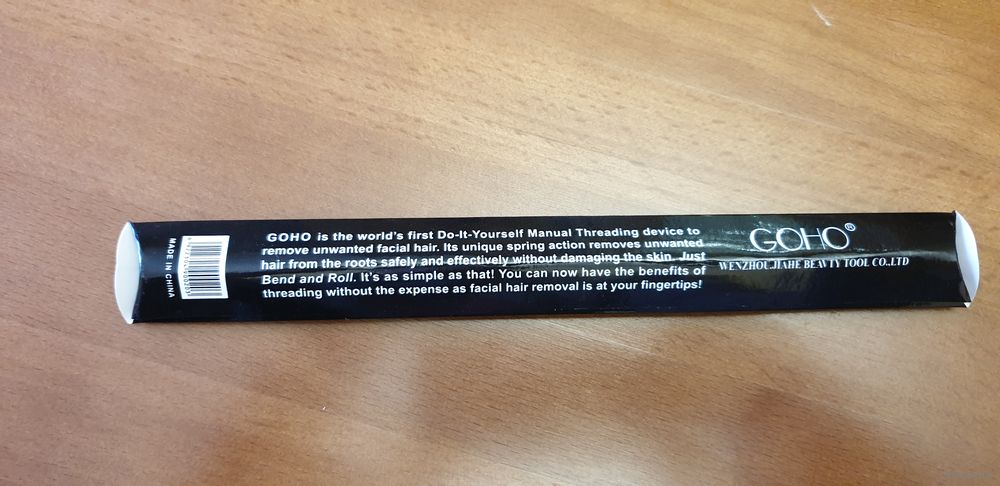 GOHO is the world's first Do-It-Yourself Manual Threading device to
remove unwanted facial hair. Its unique spring action removes unwanted
hair from the roots safely and effectively without damaging the skin. Just
Bend and Roll. It's as simple as that! You can now have the benefits of
threading without the expense as facial hair removal is at your fingertips!
GOHO®
WENZHOUJIAHE BEAVTY TOOL CO.,LTD
MADE IN CHINA